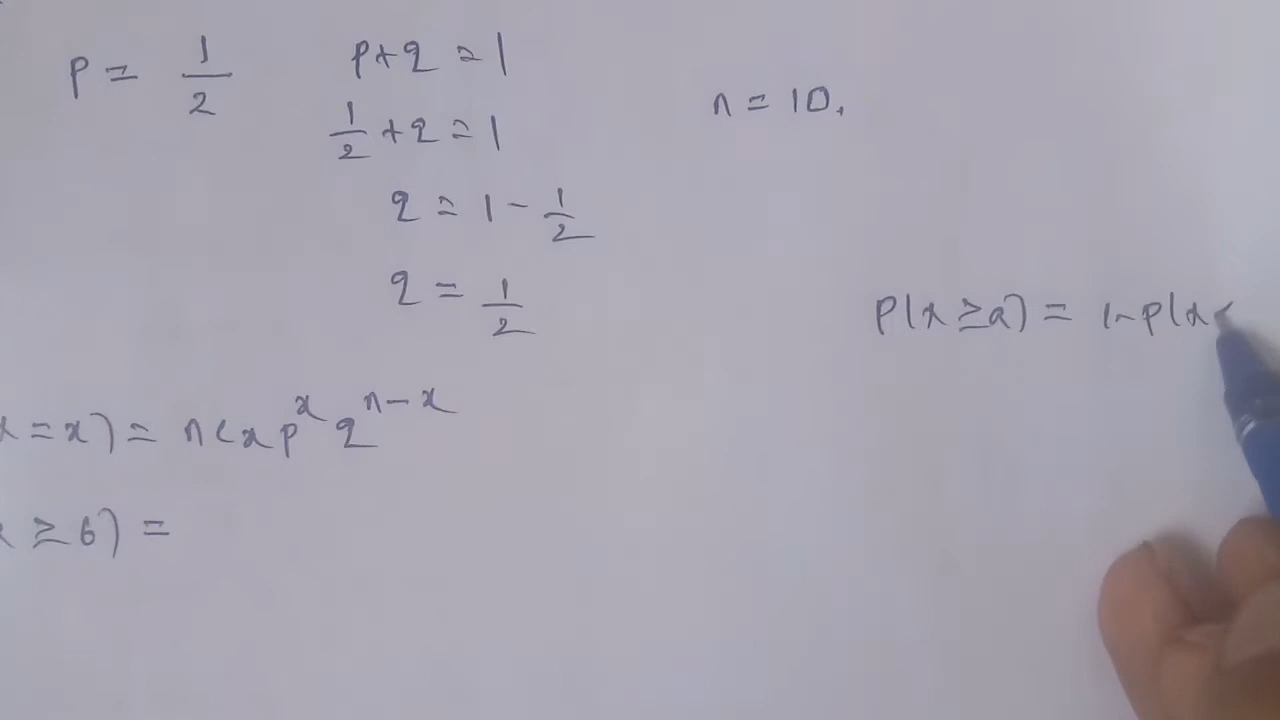 p = 1/2
p+q = 1
1/2 + q = 1
q = 1 - 1/2
q = 1/2
n = 10.
p(x ≥ a) = 1 - p(x <
x = x) = ncx p^x q^(n-x)
x ≥ 6) =